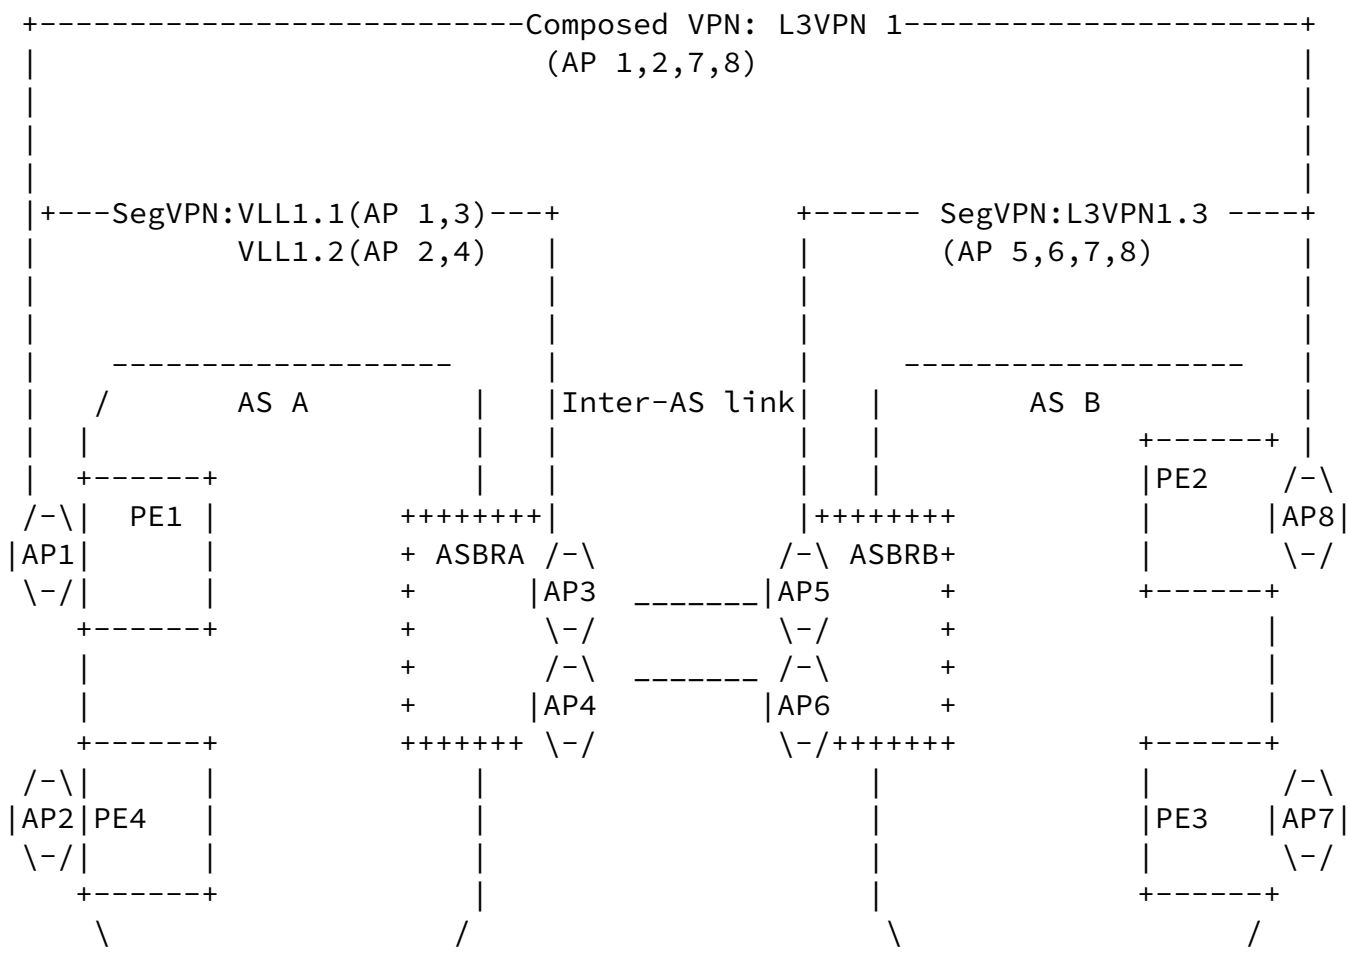 Composed VPN: L3VPN 1
(AP 1,2,7,8)
SegVPN:VLL1.1(AP 1,3) SegVPN:L3VPN1.3
VLL1.2(AP 2,4) (AP 5,6,7,8)
AS A Inter-AS link AS B
PE2
PE1 AP8
AP1 ASBRA ASBRB
AP3 AP5
AP4 AP6
AP2 PE4 PE3 AP7